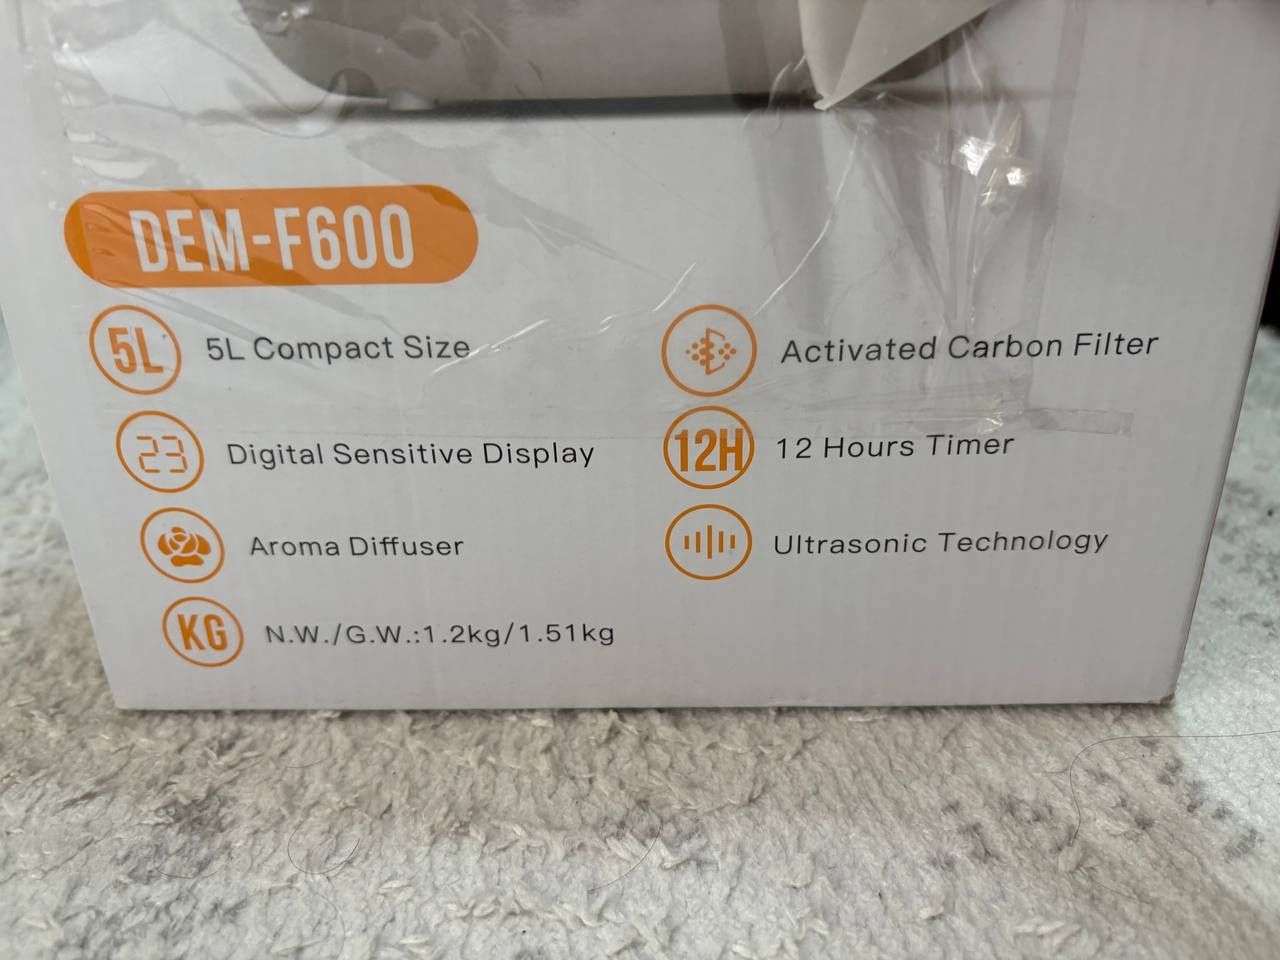 DEM-F600
5L
5L Compact Size
Activated Carbon Filter
23
Digital Sensitive Display
12H
12 Hours Timer
Aroma Diffuser
Ultrasonic Technology
KG
N.W./G.W.:1.2kg/1.51kg